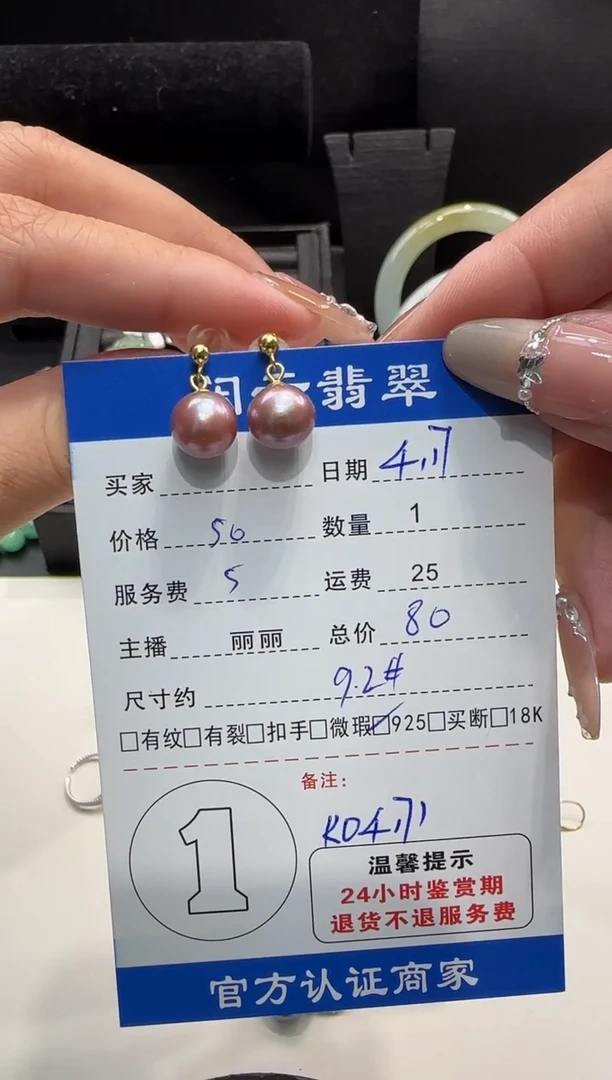 翡翠
买家 日期 4.17
价格 50 数量 1
服务费 5 运费 25
主播 丽丽 总价 80
尺寸约 9.2#
□有纹□有裂□扣手□微瑕☑925□买断□18K
备注:
1
温馨提示
24小时鉴赏期
退货不退服务费
官方认证商家